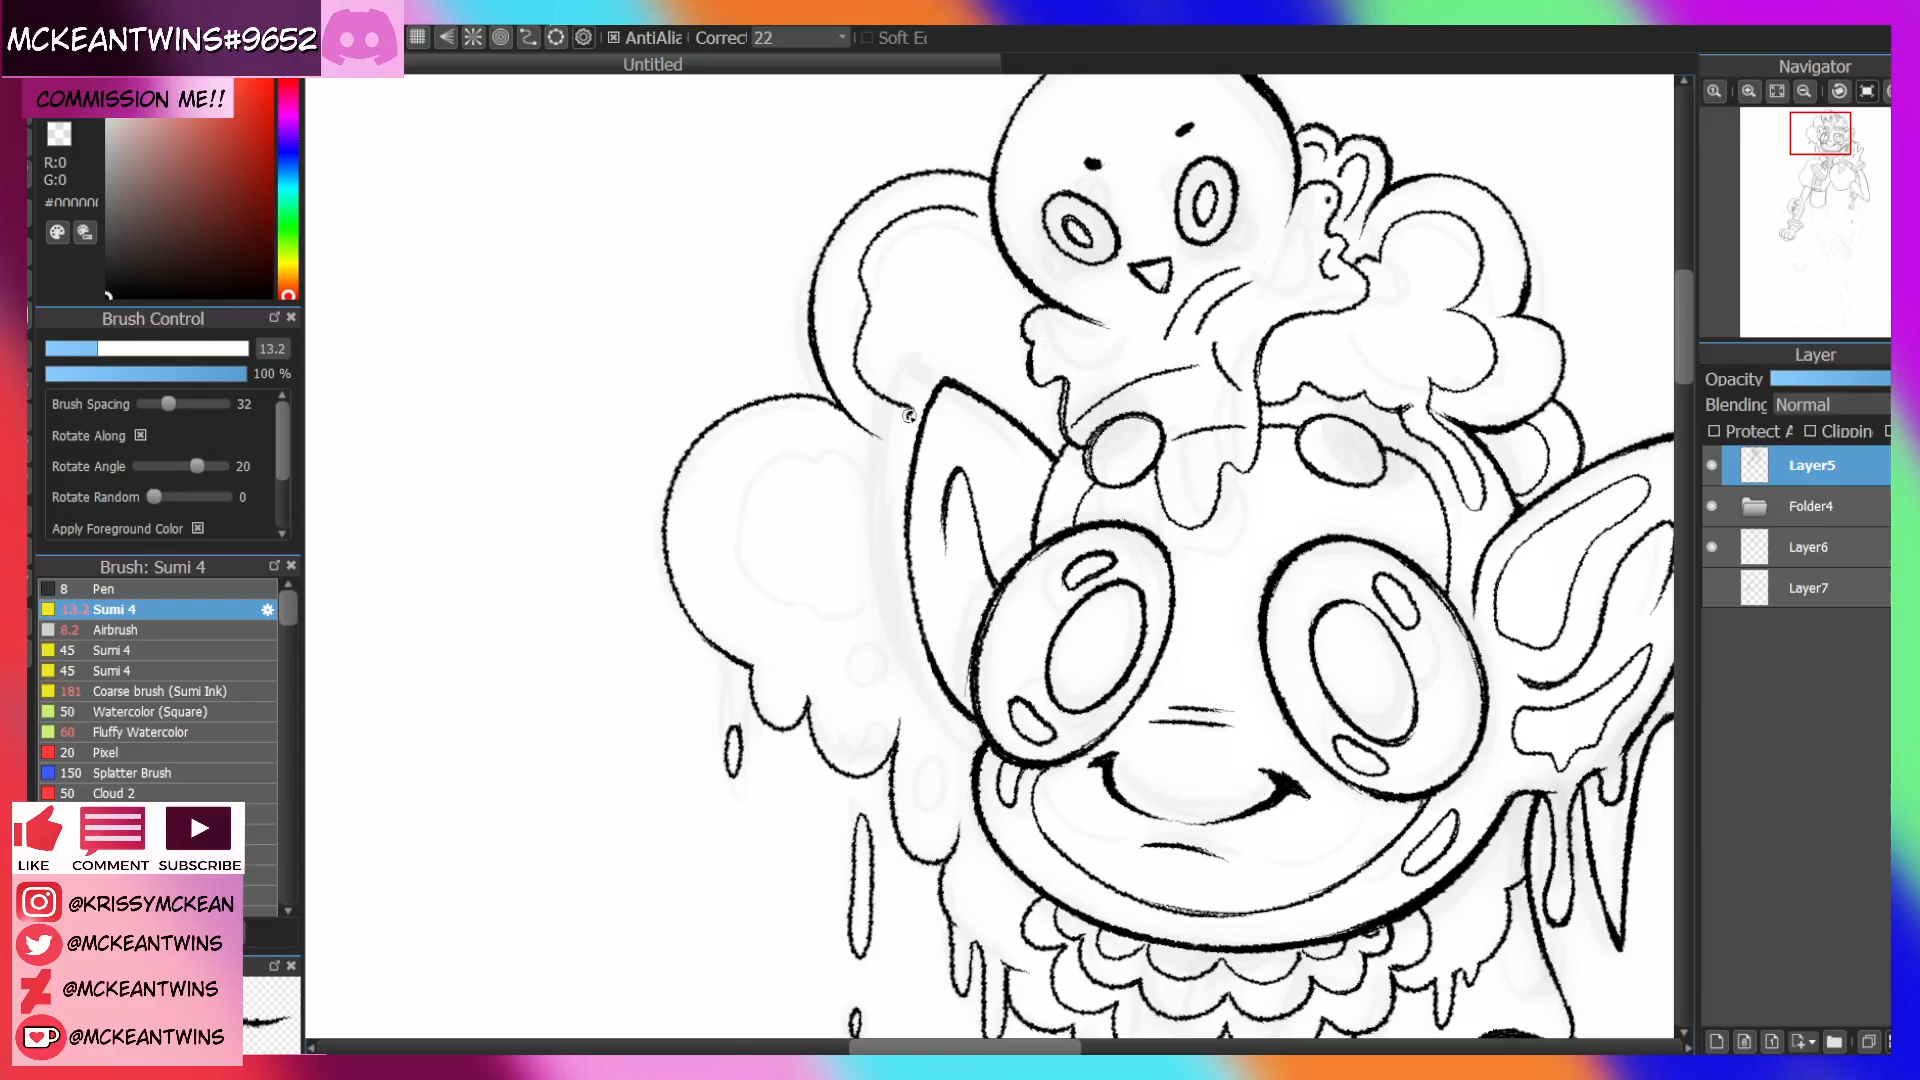 MCKEANTWINS#9652
COMMISSION ME!!
AntiAlia
Correct
22
Soft E
Untitled
Navigator
R:0
G:0
#000000
Brush Control
13.2
100 %
Brush Spacing
32
Rotate Along
Rotate Angle
20
Rotate Random
0
Apply Foreground Color
Brush: Sumi 4
8 Pen
13.2 Sumi 4
8.2 Airbrush
45 Sumi 4
45 Sumi 4
181 Coarse brush (Sumi Ink)
50 Watercolor (Square)
60 Fluffy Watercolor
20 Pixel
150 Splatter Brush
50 Cloud 2
LIKE
COMMENT
SUBSCRIBE
@KRISSYMCKEAN
@MCKEANTWINS
@MCKEANTWINS
@MCKEANTWINS
Layer
Opacity
Blending
Normal
Protect A
Clipping
Layer5
Folder4
Layer6
Layer7